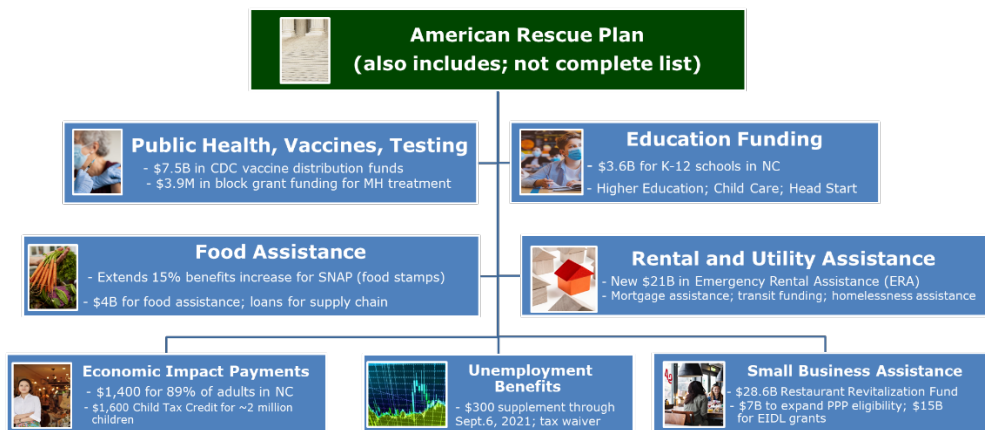 American Rescue Plan
(also includes; not complete list)
Public Health, Vaccines, Testing
- $7.5B in CDC vaccine distribution funds
- $3.9M in block grant funding for MH treatment
Education Funding
- $3.6B for K-12 schools in NC
- Higher Education; Child Care; Head Start
Food Assistance
- Extends 15% benefits increase for SNAP (food stamps)
- $4B for food assistance; loans for supply chain
Rental and Utility Assistance
- New $21B in Emergency Rental Assistance (ERA)
- Mortgage assistance; transit funding; homelessness assistance
Economic Impact Payments
- $1,400 for 89% of adults in NC
- $1,600 Child Tax Credit for ~2 million
children
Unemployment
Benefits
- $300 supplement through
Sept.6, 2021; tax waiver
Small Business Assistance
- $28.6B Restaurant Revitalization Fund
- $7B to expand PPP eligibility; $15B
for EIDL grants